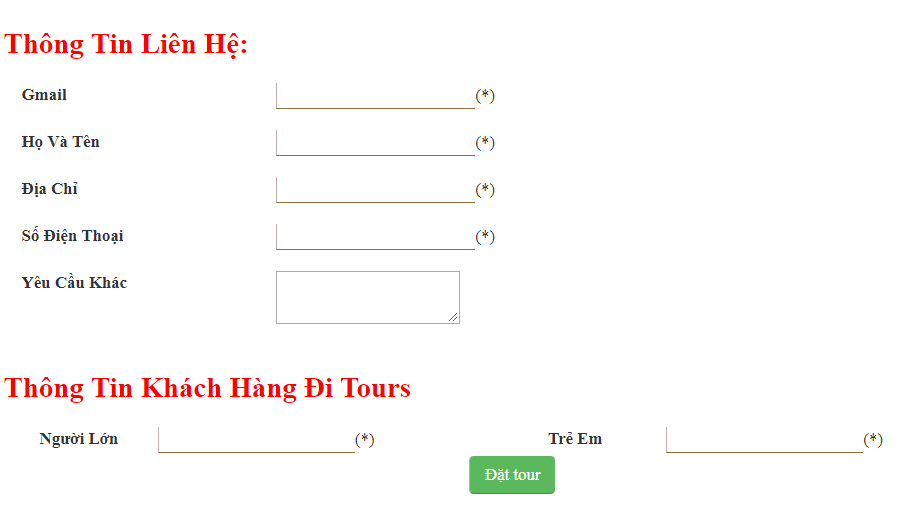 Thông Tin Liên Hệ:
Gmail (*)
Họ Và Tên (*)
Địa Chỉ (*)
Số Điện Thoại (*)
Yêu Cầu Khác
Thông Tin Khách Hàng Đi Tours
Người Lớn (*) Trẻ Em (*)
Đặt tour